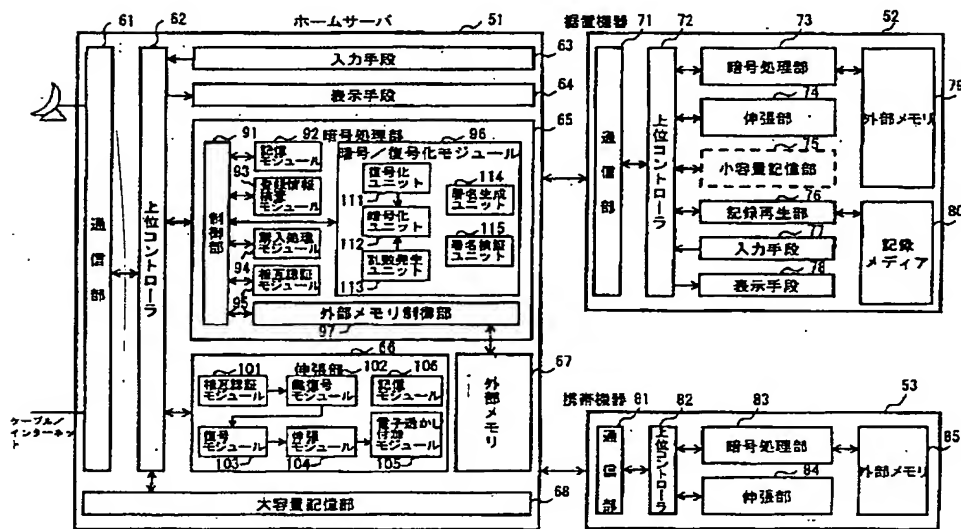 61
62
ホームサーバ
51
63
入力手段
64
表示手段
65
91
92
暗号処理部
96
記憶
モジュール
暗号/復号化モジュール
93
登録情報
検査
モジュール
復号化
ユニット
111
114
署名生成
ユニット
制御部
購入処理
モジュール
94
暗号化
ユニット
112
115
署名検証
ユニット
相互認証
モジュール
95
乱数発生
ユニット
113
外部メモリ制御部
97
通信部
上位コントローラ
66
101
伸張部
102
106
相互認証
モジュール
鍵復号
モジュール
記憶
モジュール
復号
モジュール
103
伸張
モジュール
104
電子透かし
付加
モジュール
105
67
外部メモリ
ケーブル/
インターネッ
ト
68
大容量記憶部
据置機器
71
72
73
52
暗号処理部
79
外部メモリ
74
伸張部
75
小容量記憶部
通信部
上位コントローラ
76
記録再生部
80
記録
メディア
77
入力手段
78
表示手段
携帯機器
81
82
83
53
通信部
上位コントローラ
暗号処理部
85
外部メモリ
84
伸張部